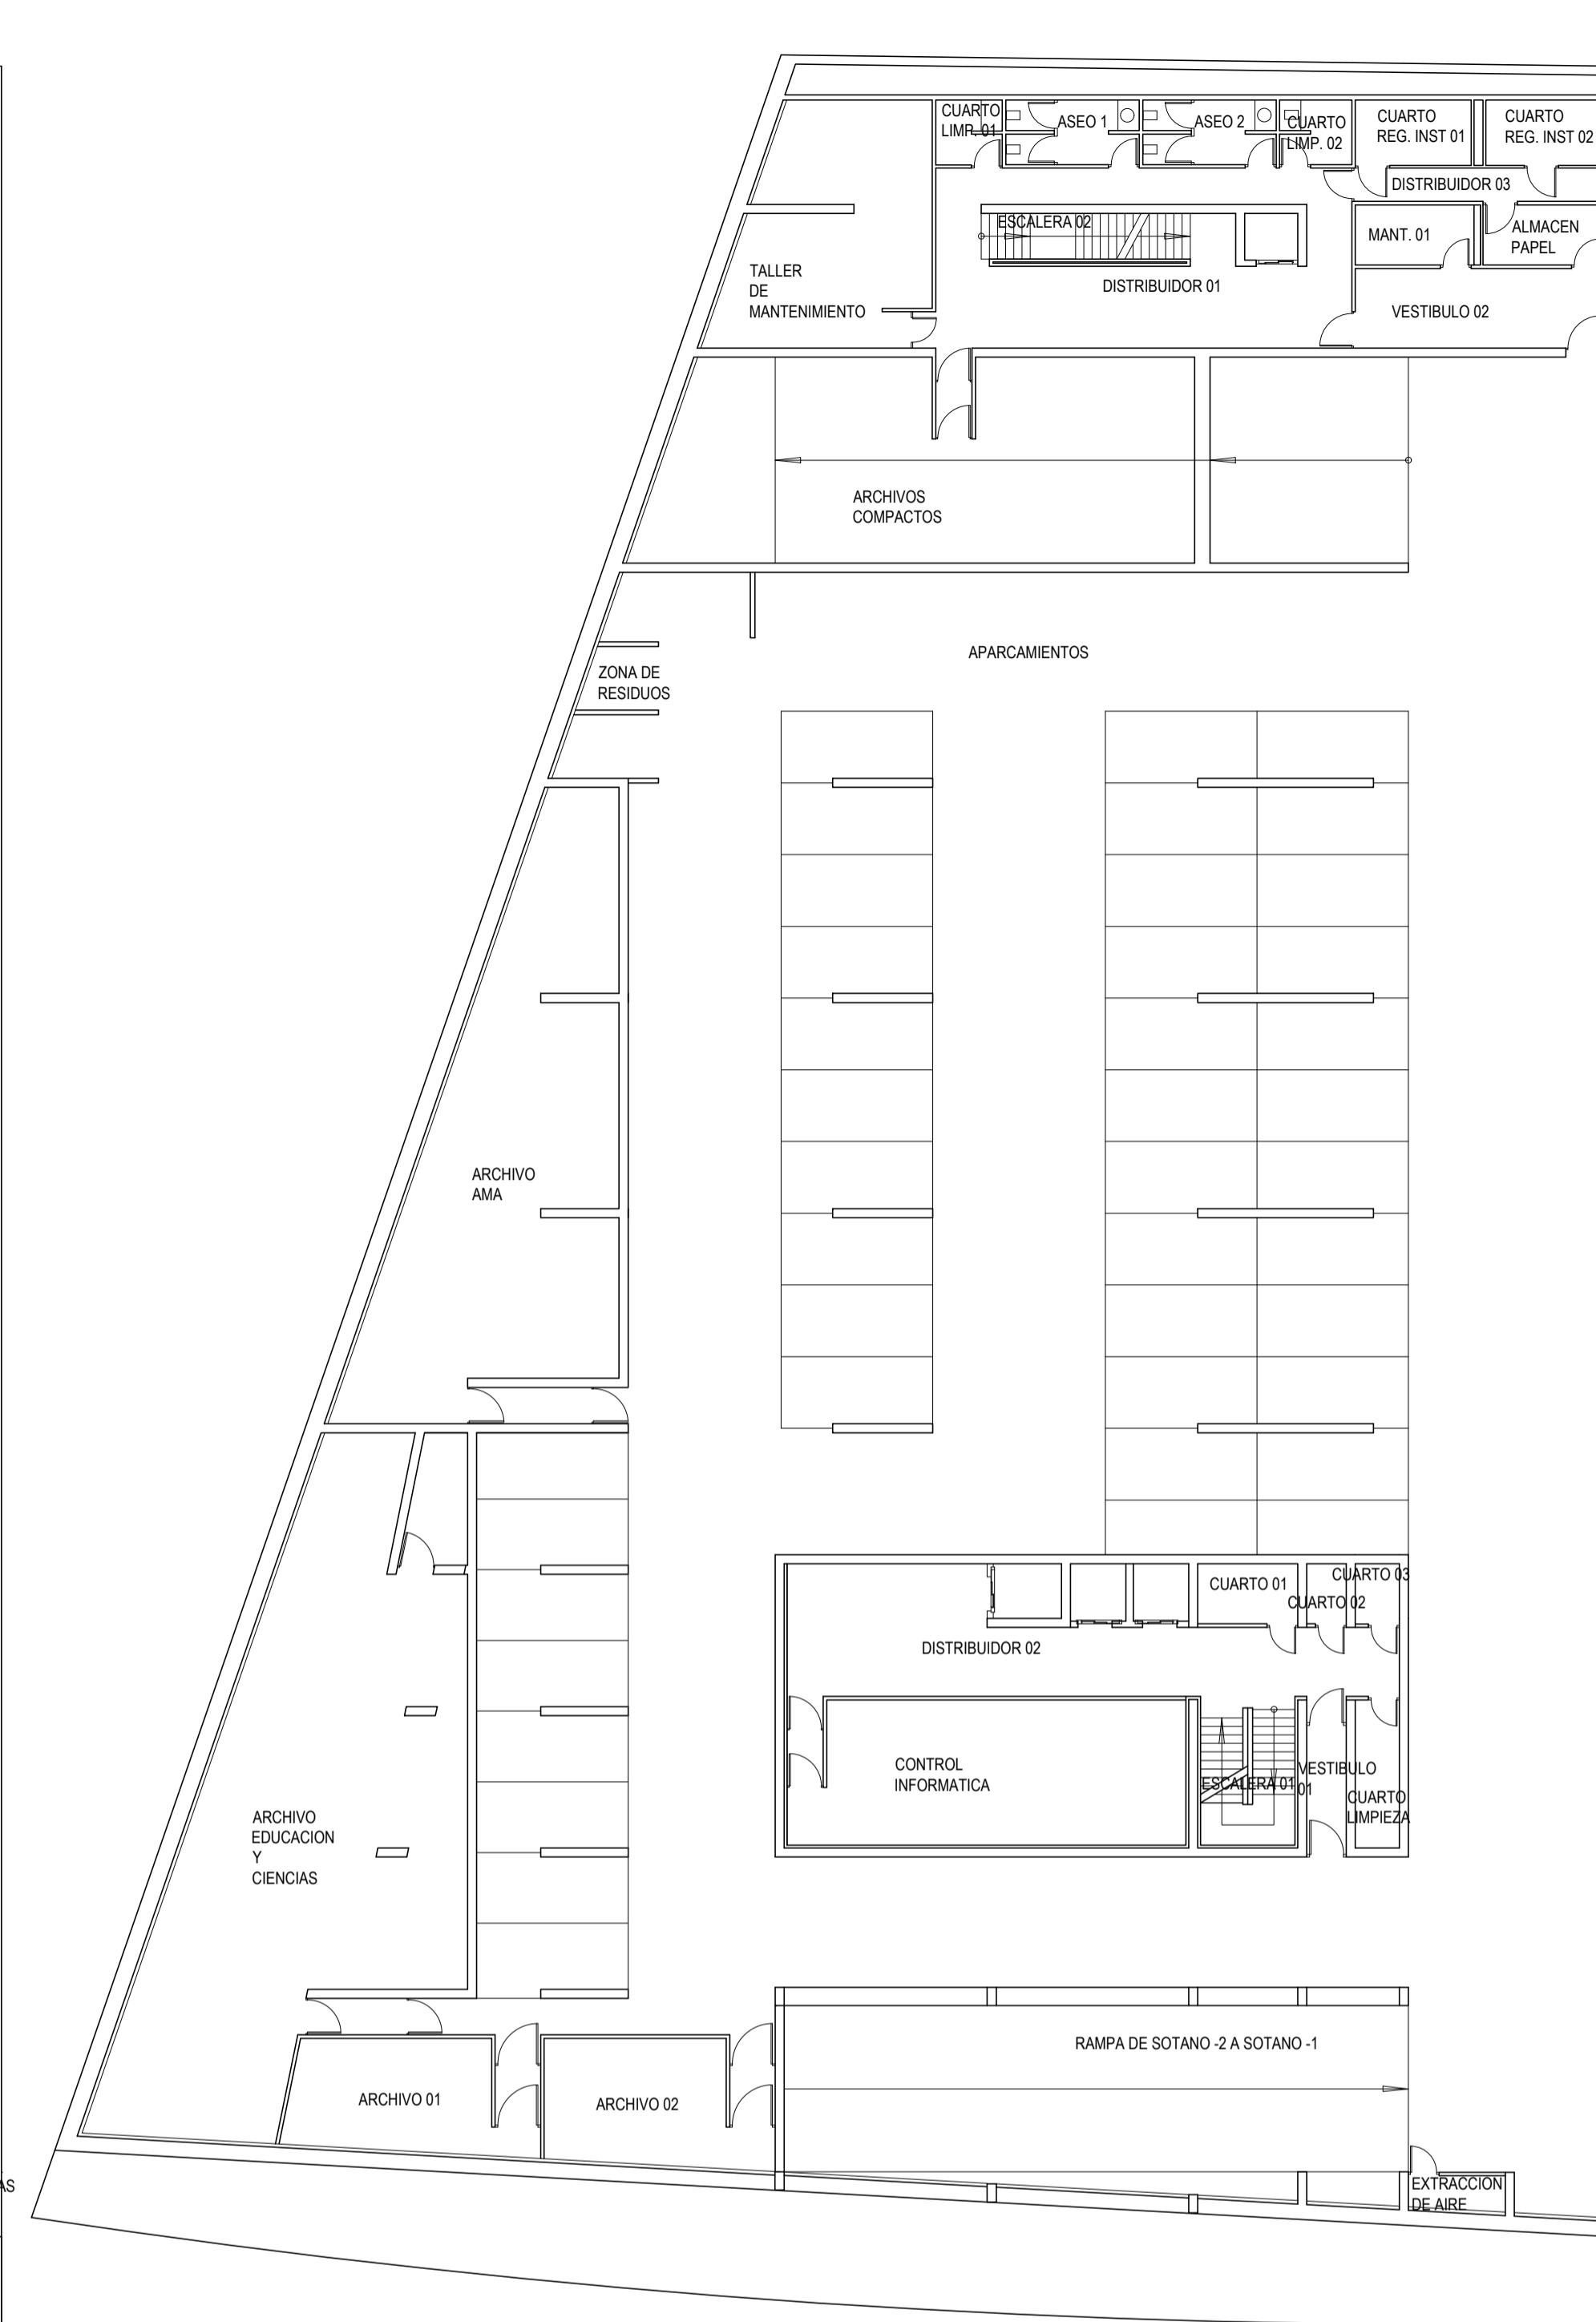 CUARTO
LIMP. 01
ASEO 1
ASEO 2
CUARTO
LIMP. 02
CUARTO
REG. INST 01
CUARTO
REG. INST 02
DISTRIBUIDOR 03
ESCALERA 02
MANT. 01
ALMACEN
PAPEL
TALLER
DE
MANTENIMIENTO
DISTRIBUIDOR 01
VESTIBULO 02
ARCHIVOS
COMPACTOS
APARCAMIENTOS
ZONA DE
RESIDUOS
ARCHIVO
AMA
CUARTO 01
CUARTO 02
CUARTO 03
DISTRIBUIDOR 02
CONTROL
INFORMATICA
ESCALERA 01
VESTIBULO
01
CUARTO
LIMPIEZA
ARCHIVO
EDUCACION
Y
CIENCIAS
RAMPA DE SOTANO -2 A SOTANO -1
ARCHIVO 01
ARCHIVO 02
EXTRACCION
DE AIRE